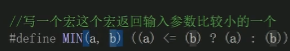 //写一个宏这个宏返回输入参数比较小的一个
#define MIN(a, b) ((a) <= (b) ? (a) : (b))